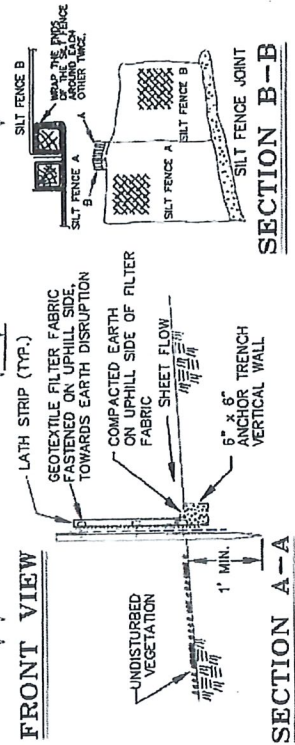 FRONT VIEW
LATH STRIP (TYP.)
GEOTEXTILE FILTER FABRIC
FASTENED ON UPHILL SIDE,
TOWARDS EARTH DISRUPTION
COMPACTED EARTH
ON UPHILL SIDE OF FILTER
FABRIC
SHEET FLOW
UNDISTURBED
VEGETATION
6" x 6"
ANCHOR TRENCH
VERTICAL WALL
1' MIN.
SECTION A-A
SILT FENCE B
WRAP THE ENDS
OF THE SILT FENCE
AROUND EACH
OTHER TWICE.
SILT FENCE A
A
B
SILT FENCE B
SILT FENCE A
SILT FENCE JOINT
SECTION B-B